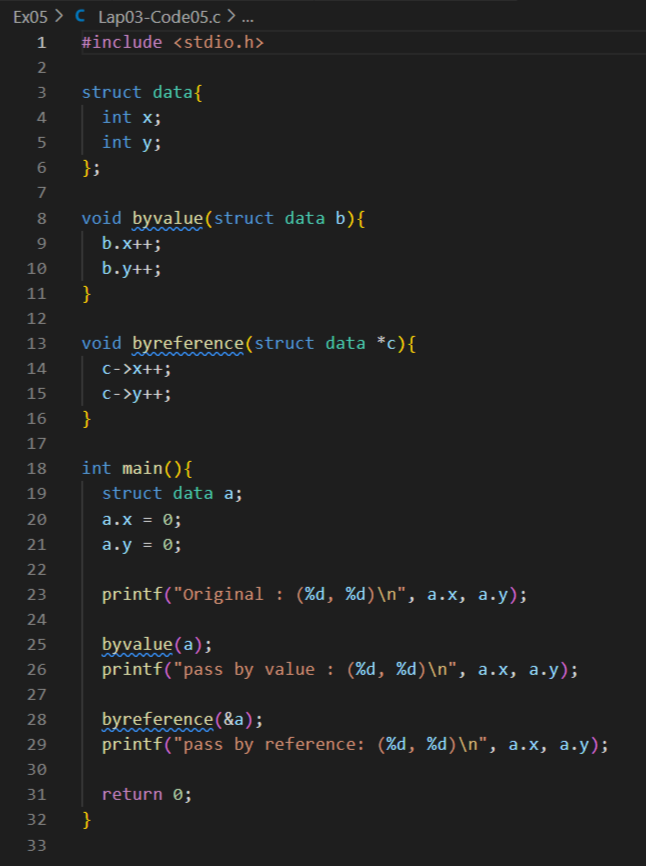 Ex05 > C Lap03-Code05.c > ...
1 #include <stdio.h>
2
3 struct data{
4 int x;
5 int y;
6 };
7
8 void byvalue(struct data b){
9 b.x++;
10 b.y++;
11 }
12
13 void byreference(struct data *c){
14 c->x++;
15 c->y++;
16 }
17
18 int main(){
19 struct data a;
20 a.x = 0;
21 a.y = 0;
22
23 printf("Original : (%d, %d)\n", a.x, a.y);
24
25 byvalue(a);
26 printf("pass by value : (%d, %d)\n", a.x, a.y);
27
28 byreference(&a);
29 printf("pass by reference: (%d, %d)\n", a.x, a.y);
30
31 return 0;
32 }
33